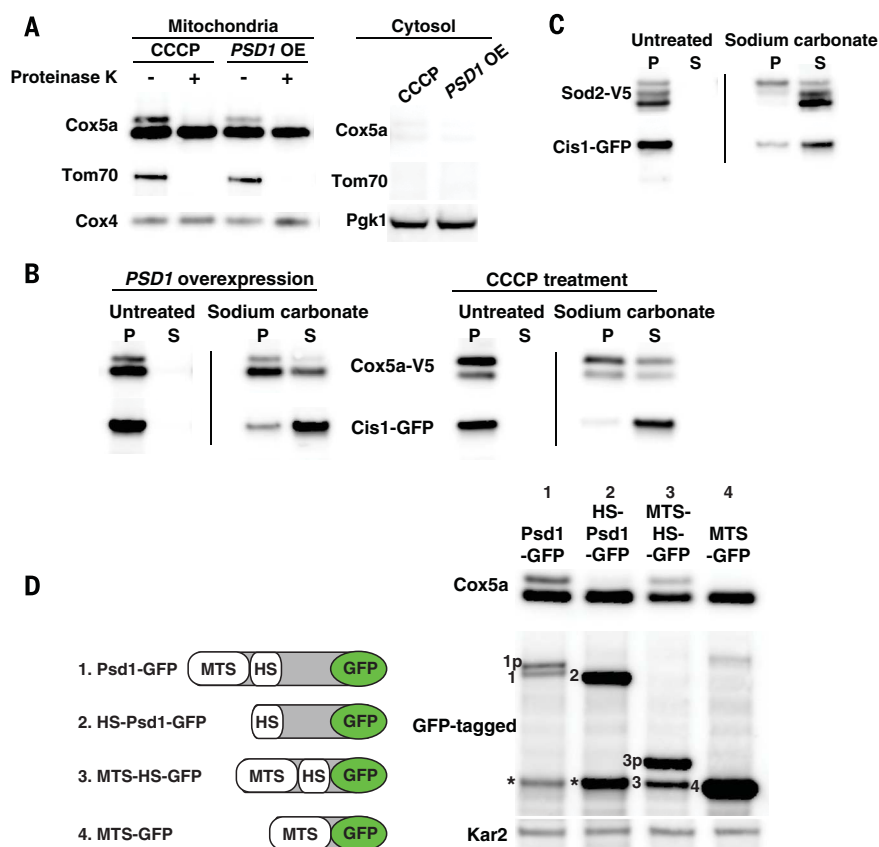 A
Mitochondria
CCCP PSD1 OE
Proteinase K - + - +
Cox5a
Tom70
Cox4
Cytosol
CCCP PSD1 OE
Cox5a
Tom70
Pgk1
C
Untreated Sodium carbonate
P S P S
Sod2-V5
Cis1-GFP
B
PSD1 overexpression
Untreated Sodium carbonate
P S P S
CCCP treatment
Untreated Sodium carbonate
P S P S
Cox5a-V5
Cis1-GFP
D
1. Psd1-GFP MTS HS GFP
2. HS-Psd1-GFP HS GFP
3. MTS-HS-GFP MTS HS GFP
4. MTS-GFP MTS GFP
1 2 3 4
Psd1
-GFP
HS-
Psd1
-GFP
MTS-
HS-
-GFP
MTS
-GFP
Cox5a
GFP-tagged
1p
1
2
3p
* * 3 4
Kar2